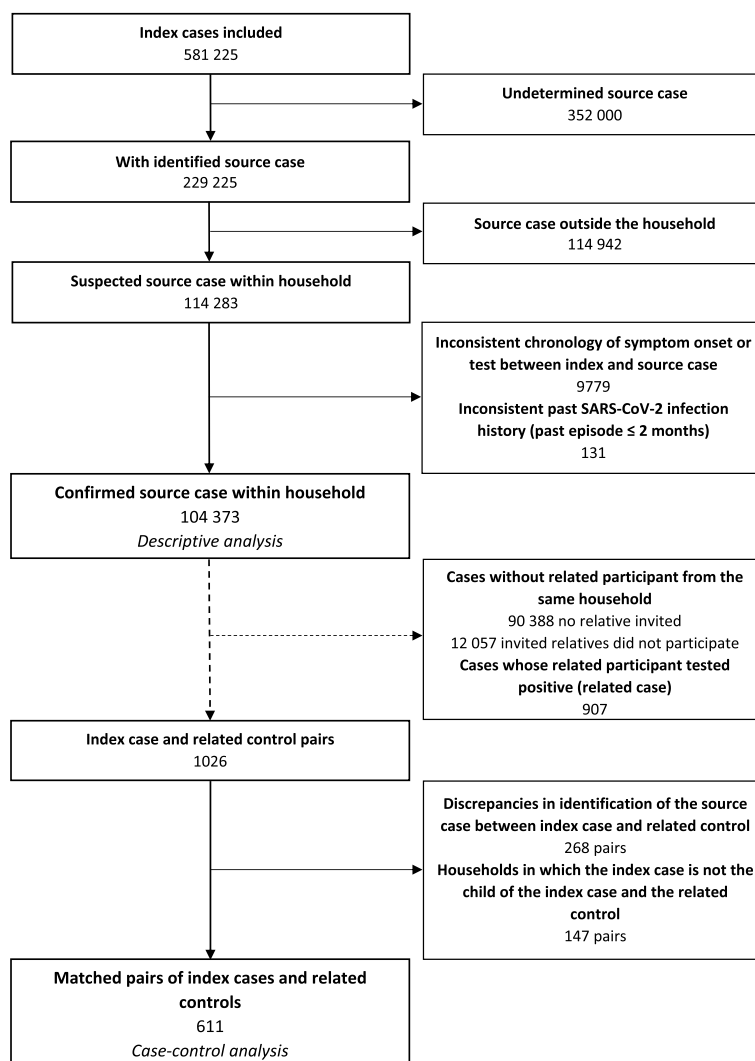 Index cases included
581 225
Undetermined source case
352 000
With identified source case
229 225
Source case outside the household
114 942
Suspected source case within household
114 283
Inconsistent chronology of symptom onset or
test between index and source case
9779
Inconsistent past SARS-CoV-2 infection
history (past episode ≤ 2 months)
131
Confirmed source case within household
104 373
Descriptive analysis
Cases without related participant from the
same household
90 388 no relative invited
12 057 invited relatives did not participate
Cases whose related participant tested
positive (related case)
907
Index case and related control pairs
1026
Discrepancies in identification of the source
case between index case and related control
268 pairs
Households in which the index case is not the
child of the index case and the related
control
147 pairs
Matched pairs of index cases and related
controls
611
Case-control analysis